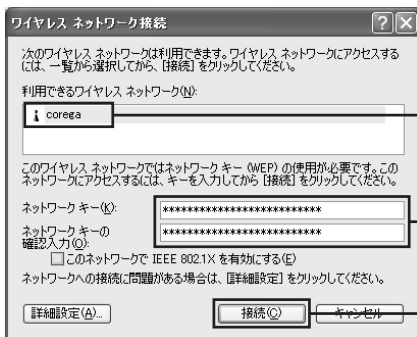 ワイヤレス ネットワーク接続
次のワイヤレス ネットワークは利用できます。ワイヤレス ネットワークにアクセスする
には、一覧から選択してから、[接続] をクリックしてください。
利用できるワイヤレス ネットワーク(N):
corega
このワイヤレス ネットワークではネットワーク キー (WEP) の使用が必要です。この
ネットワークにアクセスするには、キーを入力してから [接続] をクリックしてください。
ネットワーク キー(K):
**************************
ネットワーク キーの
確認入力(O):
**************************
このネットワークで IEEE 802.1X を有効にする(E)
ネットワークへの接続に問題がある場合は、[詳細設定] をクリックしてください。
詳細設定(A)...
接続(C)
キャンセル